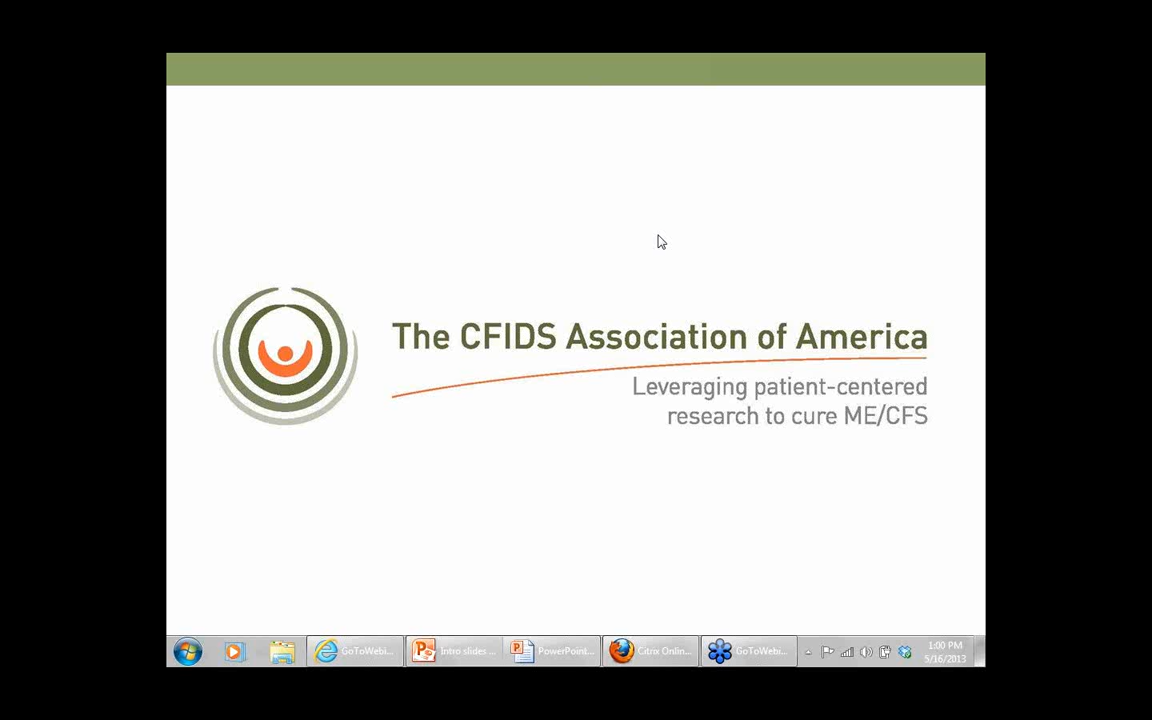 The CFIDS Association of America
Leveraging patient-centered
research to cure ME/CFS
GoToWebi...
Intro slides ...
PowerPoint...
Citrix Onlin...
GoToWebi...
1:00 PM
5/16/2013